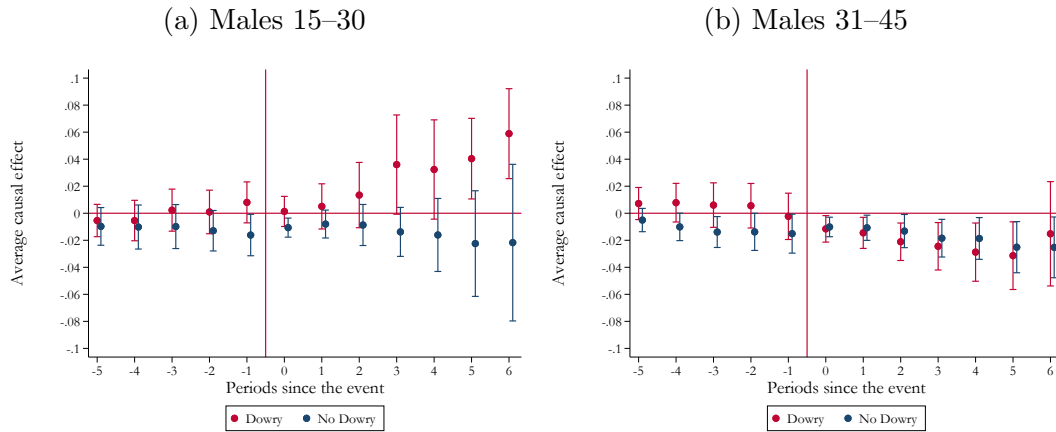 (a) Males 15–30
Average causal effect
.1
.08
.06
.04
.02
0
-.02
-.04
-.06
-.08
-.1
-5 -4 -3 -2 -1 0 1 2 3 4 5 6
Periods since the event
Dowry No Dowry
(b) Males 31–45
Average causal effect
.1
.08
.06
.04
.02
0
-.02
-.04
-.06
-.08
-.1
-5 -4 -3 -2 -1 0 1 2 3 4 5 6
Periods since the event
Dowry No Dowry